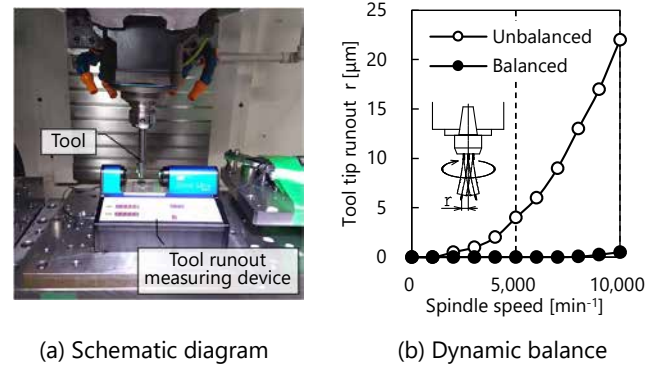 Tool
Tool runout
measuring device
(a) Schematic diagram
Tool tip runout r [μm]
25
20
15
10
5
0
Unbalanced
Balanced
r
0
5,000
10,000
Spindle speed [min⁻¹]
(b) Dynamic balance